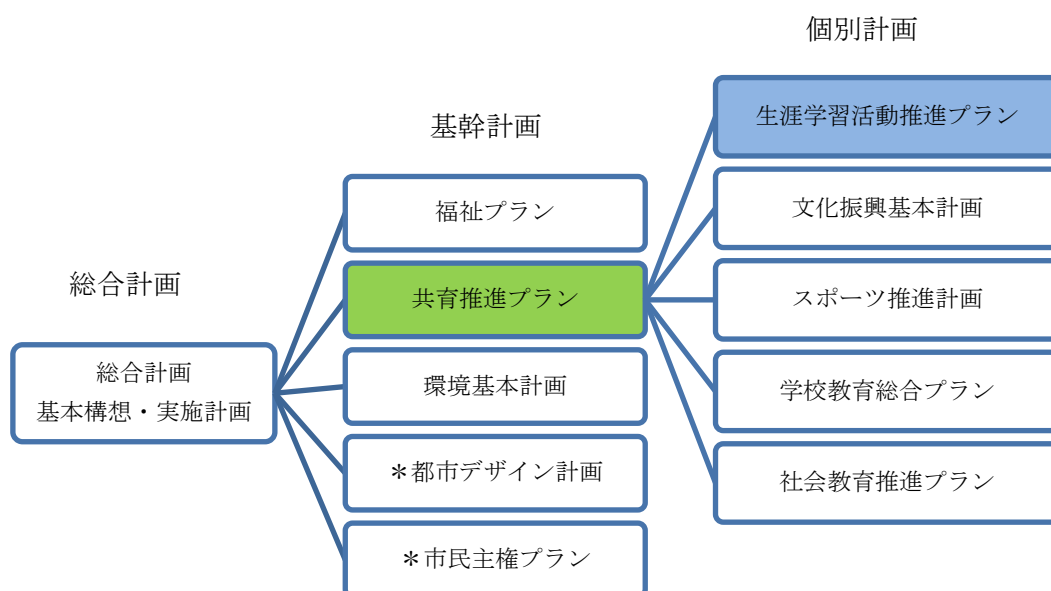 個別計画
生涯学習活動推進プラン
基幹計画
文化振興基本計画
福祉プラン
総合計画
共育推進プラン
スポーツ推進計画
総合計画
基本構想・実施計画
環境基本計画
学校教育総合プラン
＊都市デザイン計画
社会教育推進プラン
＊市民主権プラン